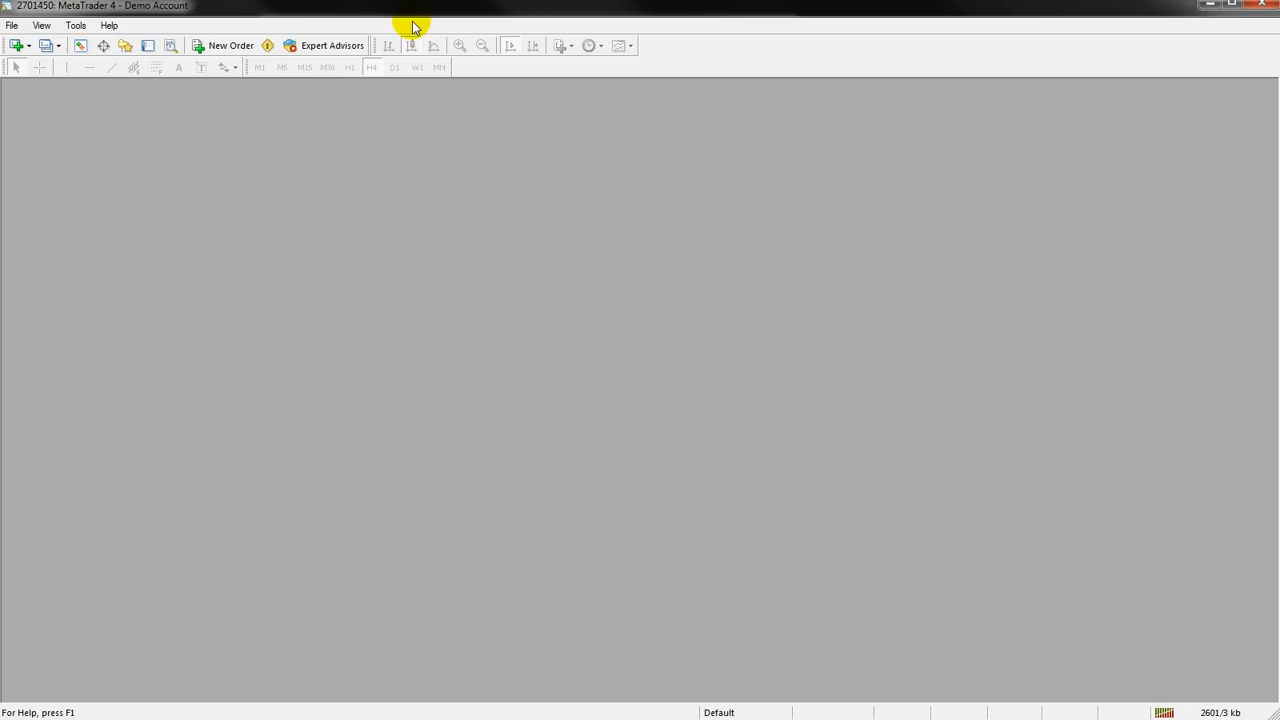 2701450: MetaTrader 4 - Demo Account
File View Tools Help
New Order Expert Advisors
A T M1 M5 M15 M30 H1 H4 D1 W1 MN
For Help, press F1 Default 2601/3 kb